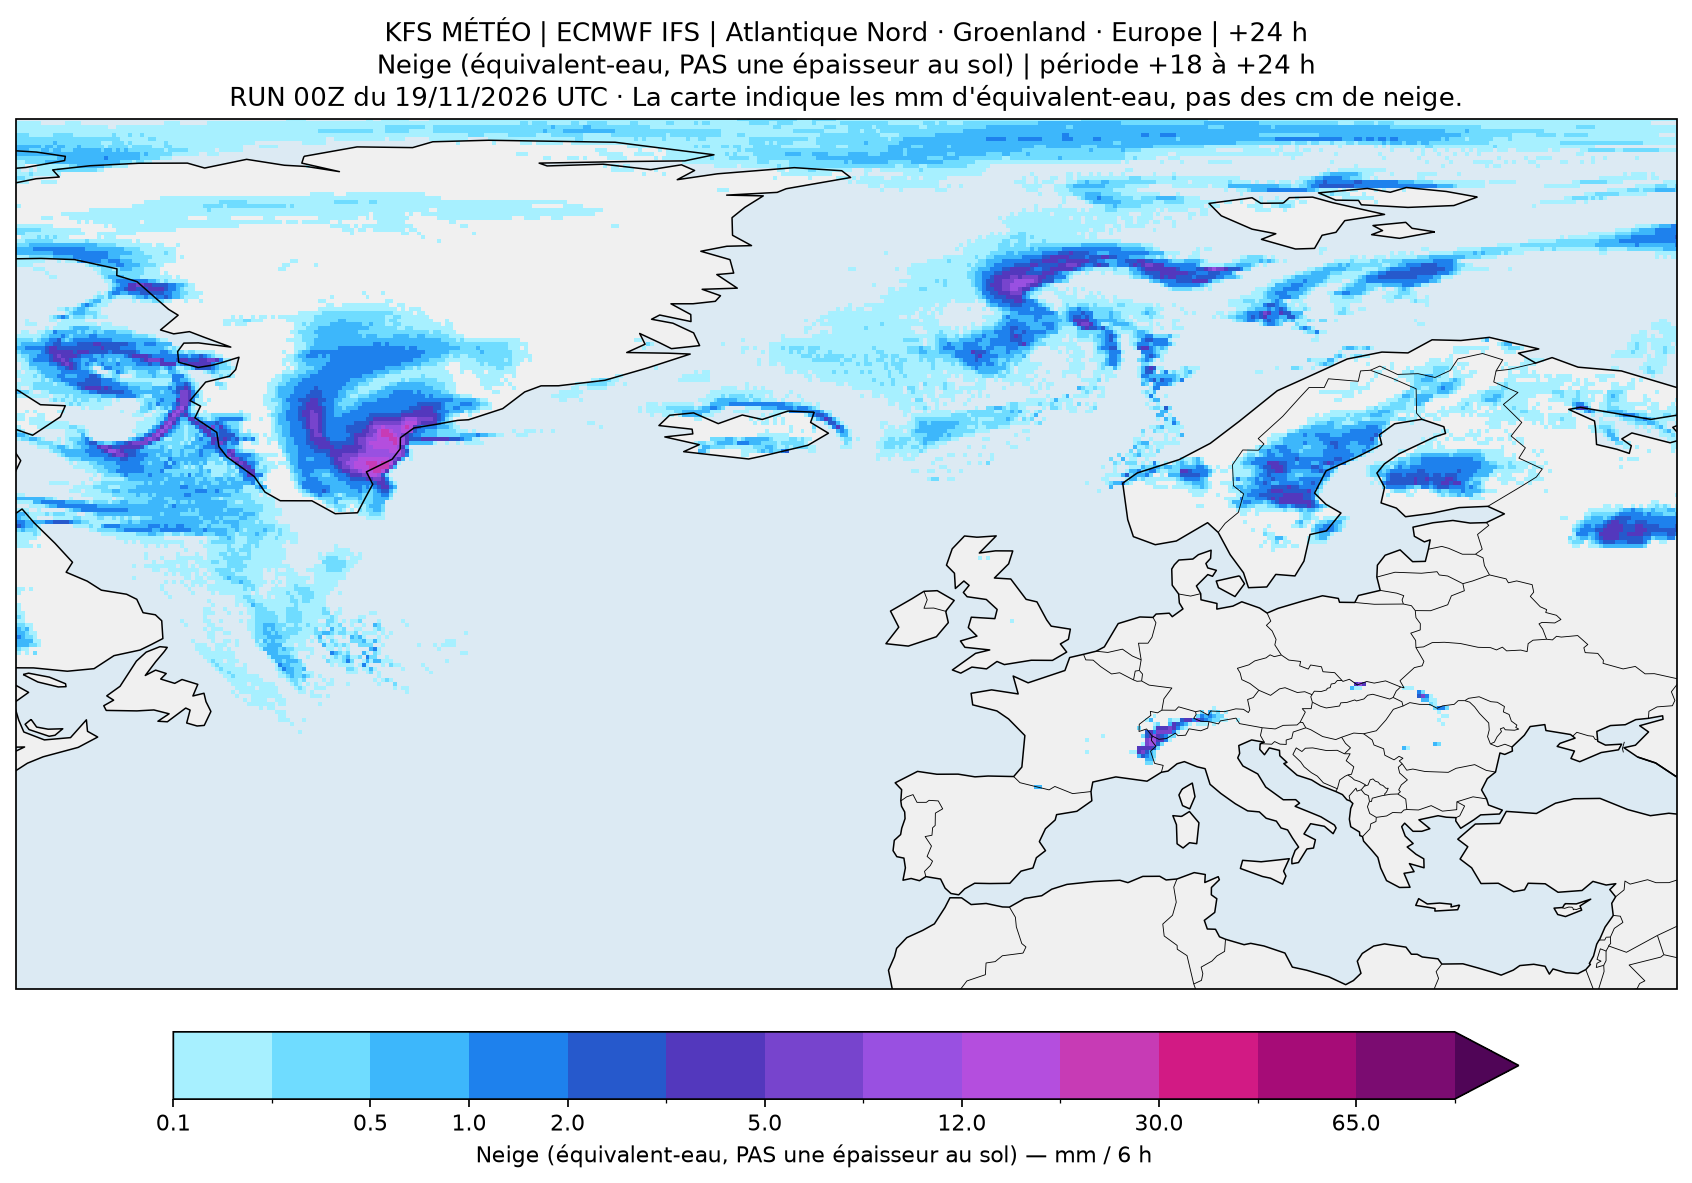 KFS MÉTÉO | ECMWF IFS | Atlantique Nord · Groenland · Europe | +24 h
Neige (équivalent-eau, PAS une épaisseur au sol) | période +18 à +24 h
RUN 00Z du 19/11/2026 UTC · La carte indique les mm d'équivalent-eau, pas des cm de neige.
0.1 0.5 1.0 2.0 5.0 12.0 30.0 65.0
Neige (équivalent-eau, PAS une épaisseur au sol) — mm / 6 h